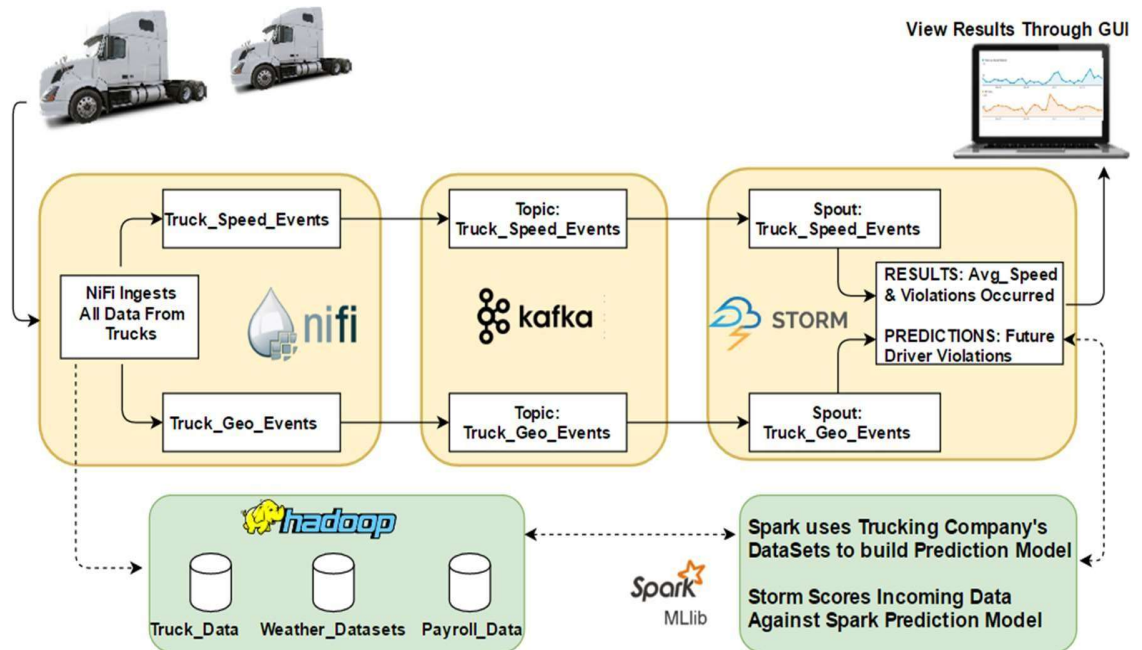 View Results Through GUI
Truck_Speed_Events
Topic:
Truck_Speed_Events
Spout:
Truck_Speed_Events
NiFi Ingests
All Data From
Trucks
nifi
kafka
STORM
RESULTS: Avg_Speed
& Violations Occurred
PREDICTIONS: Future
Driver Violations
Truck_Geo_Events
Topic:
Truck_Geo_Events
Spout:
Truck_Geo_Events
hadoop
Truck_Data
Weather_Datasets
Payroll_Data
Spark
MLlib
Spark uses Trucking Company's
DataSets to build Prediction Model
Storm Scores Incoming Data
Against Spark Prediction Model